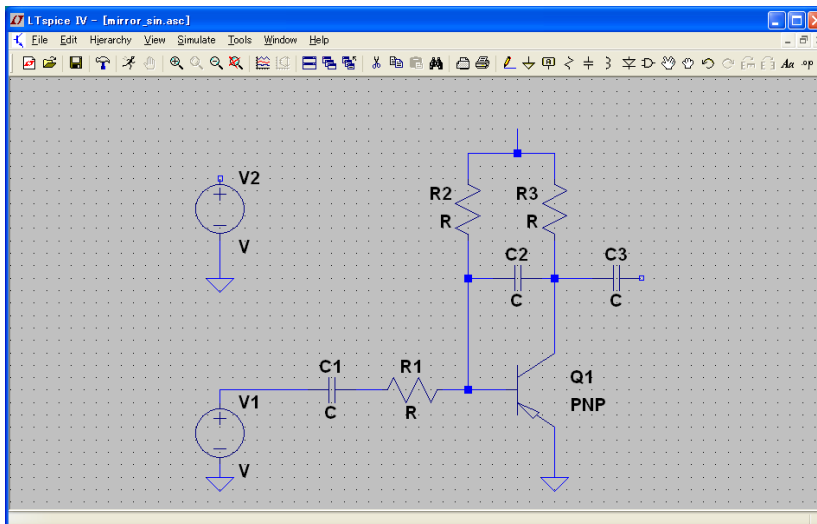 LTspice IV - [mirror_sin.asc]
File Edit Hierarchy View Simulate Tools Window Help
Aa .op
V2
V
R2
R
R3
R
C2
C
C3
C
C1
C
R1
R
Q1
PNP
V1
V